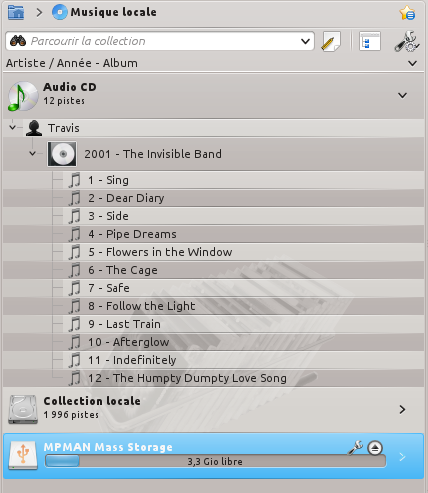 Musique locale
Parcourir la collection
Artiste / Année - Album
Audio CD
12 pistes
Travis
2001 - The Invisible Band
1 - Sing
2 - Dear Diary
3 - Side
4 - Pipe Dreams
5 - Flowers in the Window
6 - The Cage
7 - Safe
8 - Follow the Light
9 - Last Train
10 - Afterglow
11 - Indefinitely
12 - The Humpty Dumpty Love Song
Collection locale
1 996 pistes
MPMAN Mass Storage
3,3 Gio libre